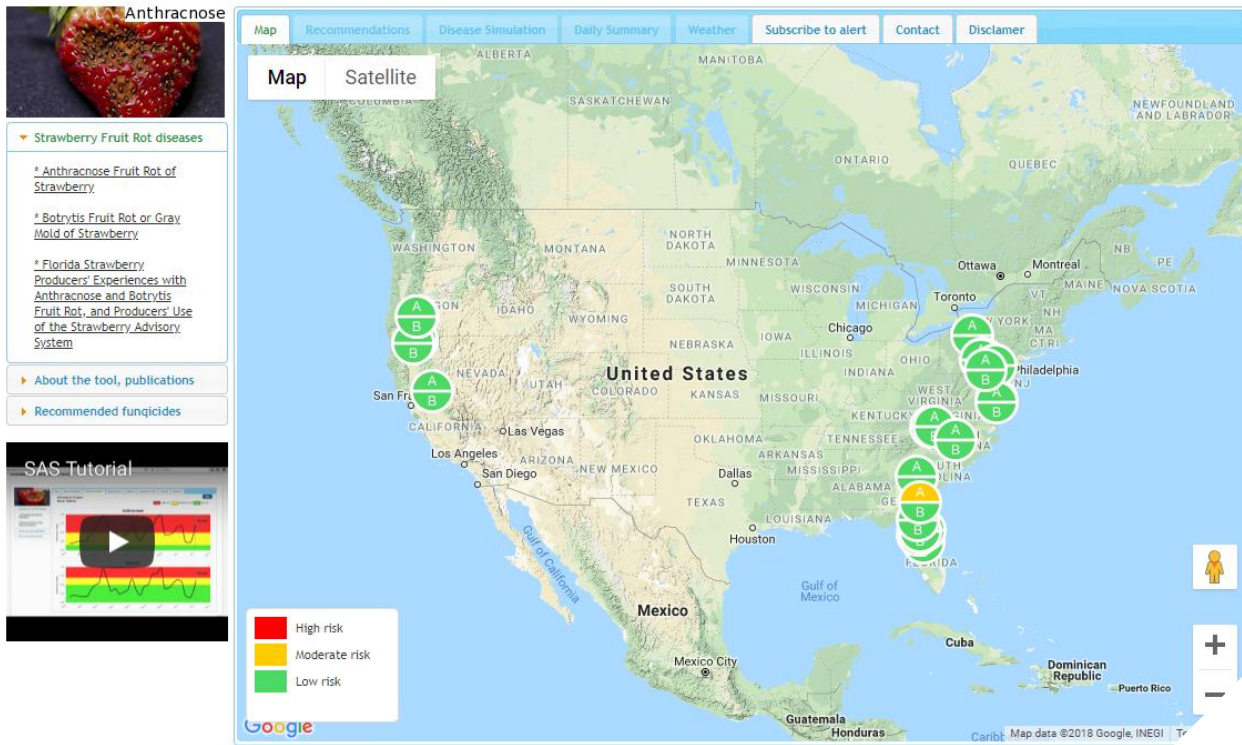 Anthracnose
Map
Recommendations
Disease Simulation
Daily Summary
Weather
Subscribe to alert
Contact
Disclamer
Strawberry Fruit Rot diseases
* Anthracnose Fruit Rot of
Strawberry
* Botrytis Fruit Rot or Gray
Mold of Strawberry
* Florida Strawberry
Producers' Experiences with
Anthracnose and Botrytis
Fruit Rot, and Producers' Use
of the Strawberry Advisory
System
About the tool, publications
Recommended fungicides
SAS Tutorial
Map Satellite
ALBERTA
MANITOBA
SASKATCHEWAN
NEWFOUNDLAND
AND LABRADOR
ONTARIO
QUEBEC
WASHINGTON
MONTANA
NORTH
DAKOTA
MINNESOTA
Ottawa
Montreal
NB
PE
MAINE
NOVA SCOTIA
SOUTH
DAKOTA
WISCONSIN
MICHIGAN
Toronto
VT
NH
IDAHO
WYOMING
Chicago
MA
CT RI
NEBRASKA
IOWA
ILLINOIS
OHIO
INDIANA
Philadelphia
NJ
NEVADA
UTAH
COLORADO
United States
KANSAS
MISSOURI
WEST
VIRGINIA
CALIFORNIA
Las Vegas
OKLAHOMA
TENNESSEE
Los Angeles
ARIZONA
NEW MEXICO
ARKANSAS
MISSISSIPPI
San Diego
Dallas
ALABAMA
TEXAS
LOUISIANA
Houston
FLORIDA
Gulf of
California
Gulf of
Mexico
Mexico
Mexico City
Cuba
Dominican
Republic
Puerto Rico
Guatemala
Honduras
A
B
A
B
A
B
A
B
A
B
A
B
A
B
High risk
Moderate risk
Low risk
Google
Map data ©2018 Google, INEGI